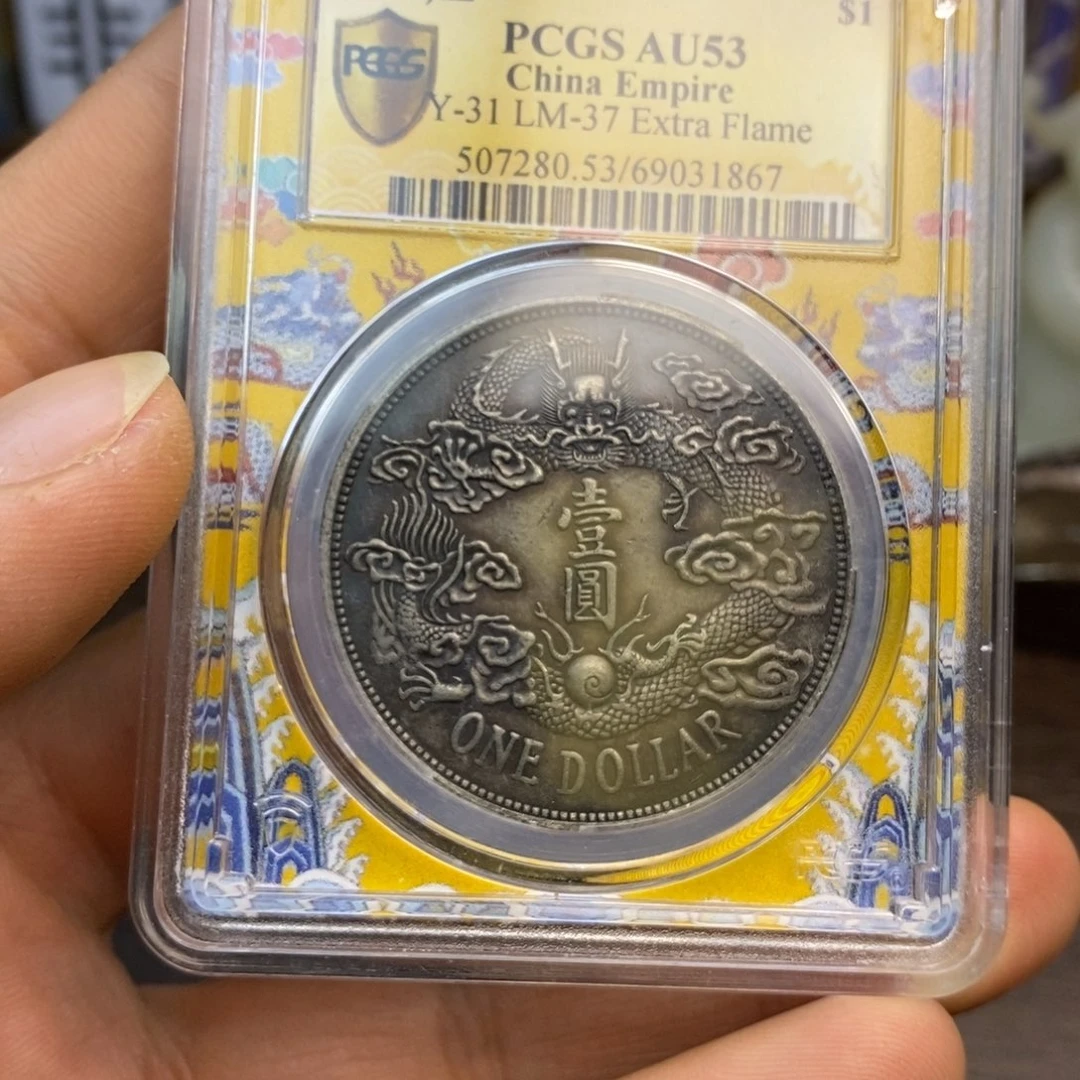 $1
PCGS AU53
PCGS
China Empire
Y-31 LM-37 Extra Flame
507280.53/69031867
壹
圓
ONE DOLLAR